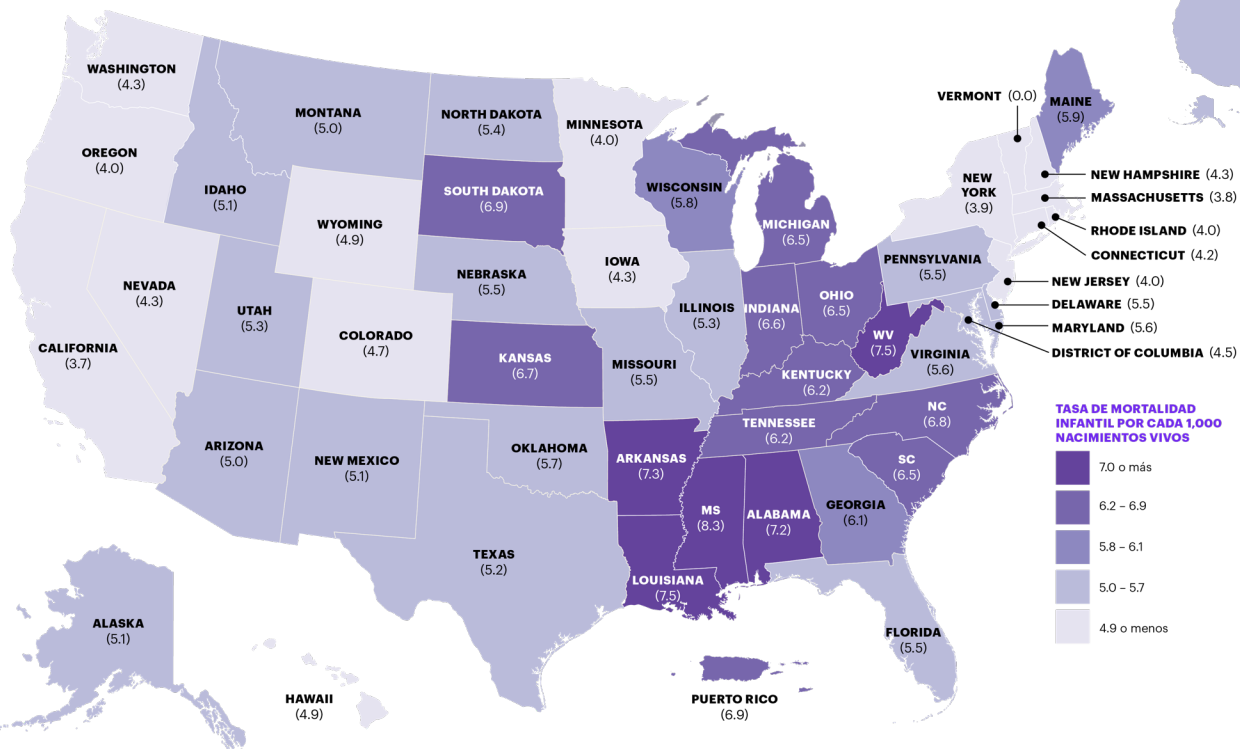 WASHINGTON
(4.3)
MONTANA
(5.0)
NORTH DAKOTA
(5.4)
MINNESOTA
(4.0)
VERMONT (0.0)
MAINE
(5.9)
OREGON
(4.0)
IDAHO
(5.1)
SOUTH DAKOTA
(6.9)
WISCONSIN
(5.8)
NEW
YORK
(3.9)
NEW HAMPSHIRE (4.3)
MASSACHUSETTS (3.8)
WYOMING
(4.9)
MICHIGAN
(6.5)
RHODE ISLAND (4.0)
CONNECTICUT (4.2)
IOWA
(4.3)
PENNSYLVANIA
(5.5)
NEW JERSEY (4.0)
NEBRASKA
(5.5)
NEVADA
(4.3)
DELAWARE (5.5)
MARYLAND (5.6)
DISTRICT OF COLUMBIA (4.5)
UTAH
(5.3)
COLORADO
(4.7)
ILLINOIS
(5.3)
INDIANA
(6.6)
OHIO
(6.5)
WV
(7.5)
VIRGINIA
(5.6)
CALIFORNIA
(3.7)
KANSAS
(6.7)
MISSOURI
(5.5)
KENTUCKY
(6.2)
NC
(6.8)
TENNESSEE
(6.2)
ARIZONA
(5.0)
NEW MEXICO
(5.1)
OKLAHOMA
(5.7)
ARKANSAS
(7.3)
SC
(6.5)
MS
(8.3)
ALABAMA
(7.2)
GEORGIA
(6.1)
TEXAS
(5.2)
LOUISIANA
(7.5)
FLORIDA
(5.5)
ALASKA
(5.1)
HAWAII
(4.9)
PUERTO RICO
(6.9)
TASA DE MORTALIDAD
INFANTIL POR CADA 1,000
NACIMIENTOS VIVOS
7.0 o más
6.2 – 6.9
5.8 – 6.1
5.0 – 5.7
4.9 o menos